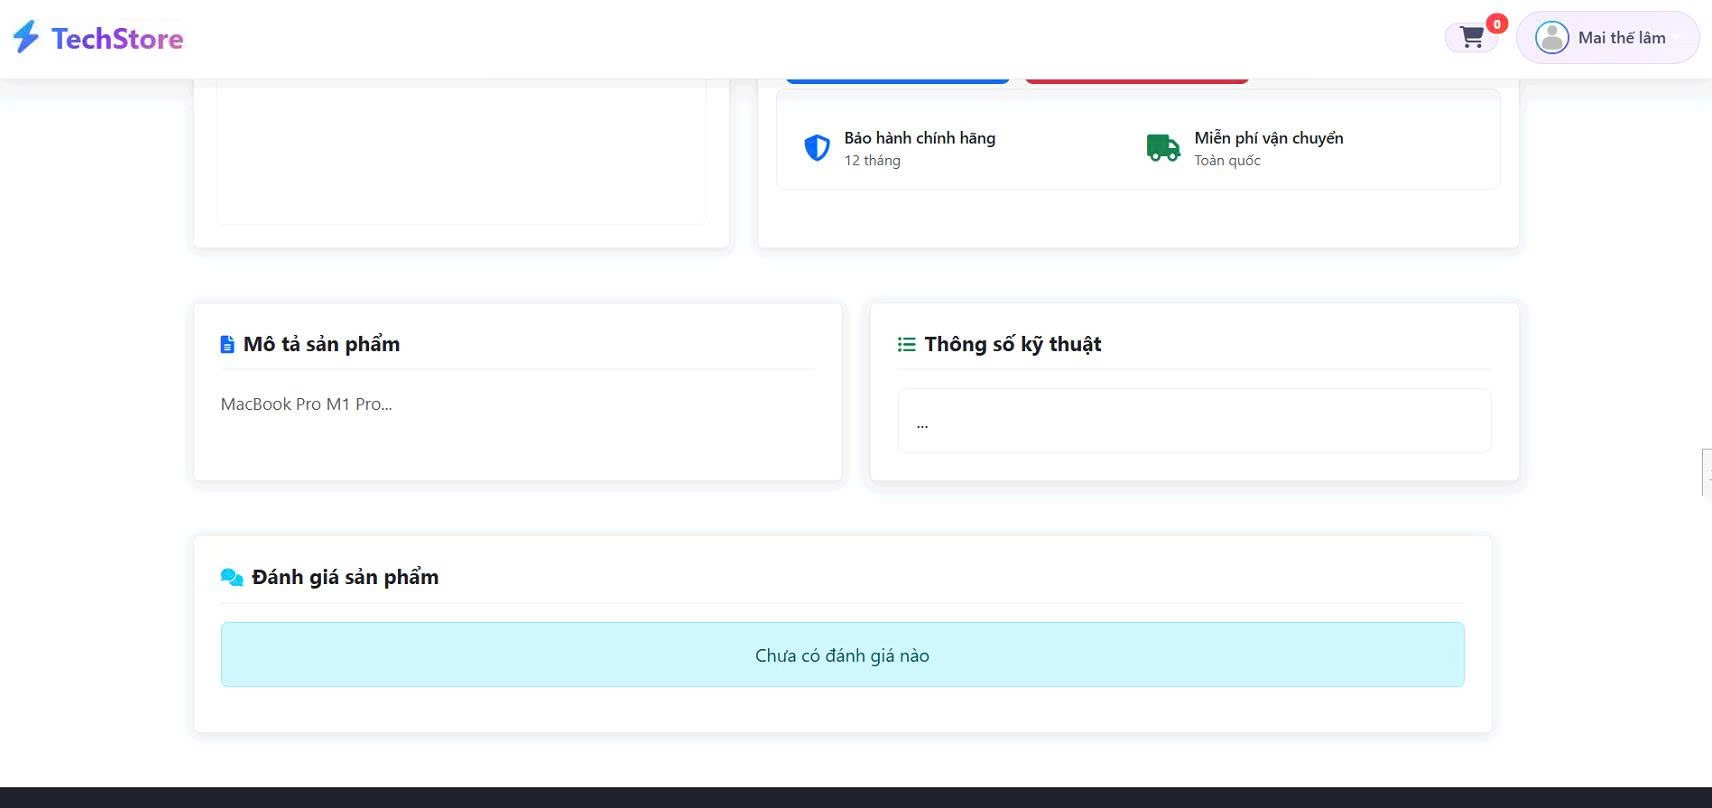 TechStore
0
Mai thế lâm
Bảo hành chính hãng
12 tháng
Miễn phí vận chuyển
Toàn quốc
Mô tả sản phẩm
MacBook Pro M1 Pro...
Thông số kỹ thuật
...
Đánh giá sản phẩm
Chưa có đánh giá nào